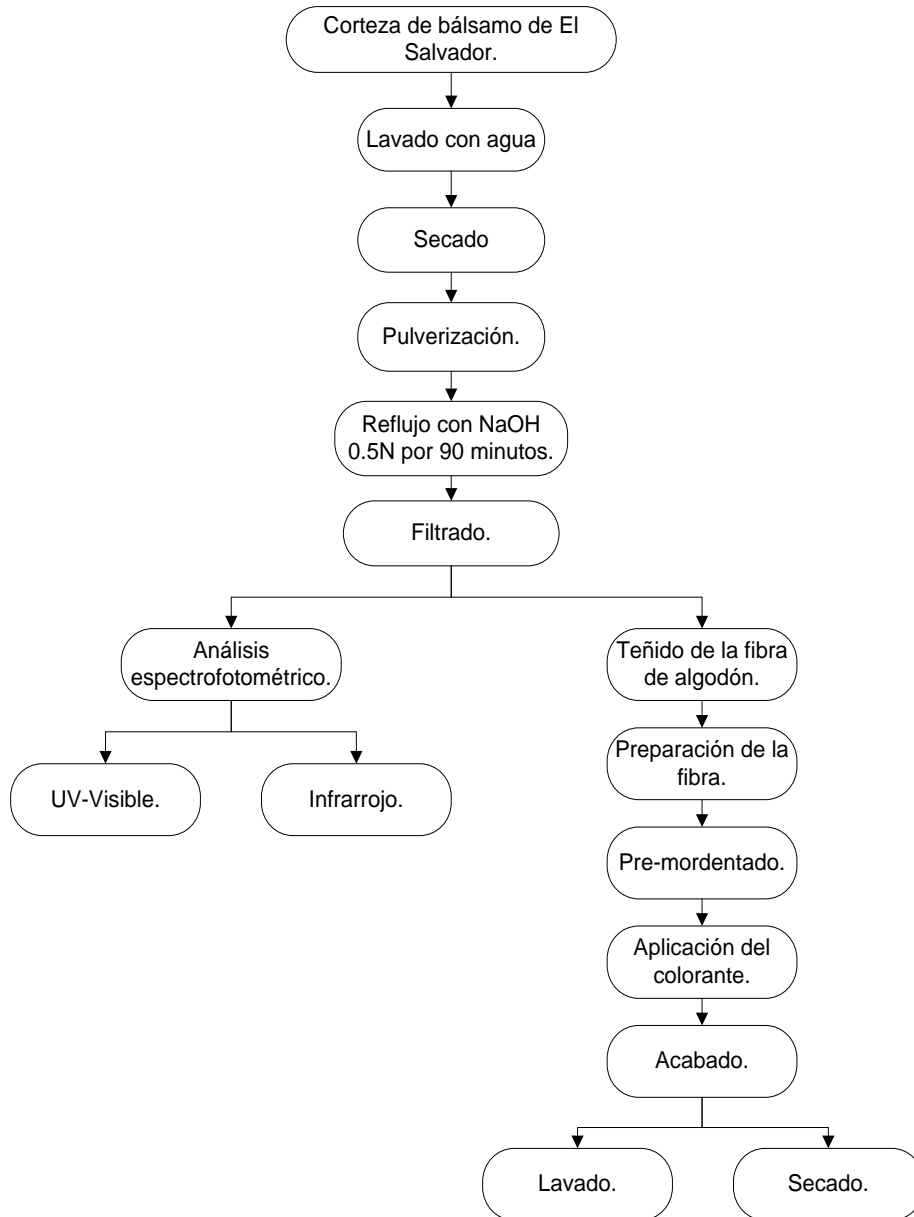 Corteza de bálsamo de El
Salvador.
Lavado con agua
Secado
Pulverización.
Reflujo con NaOH
0.5N por 90 minutos.
Filtrado.
Análisis
espectrofotométrico.
UV-Visible.
Infrarrojo.
Teñido de la fibra
de algodón.
Preparación de la
fibra.
Pre-mordentado.
Aplicación del
colorante.
Acabado.
Lavado.
Secado.